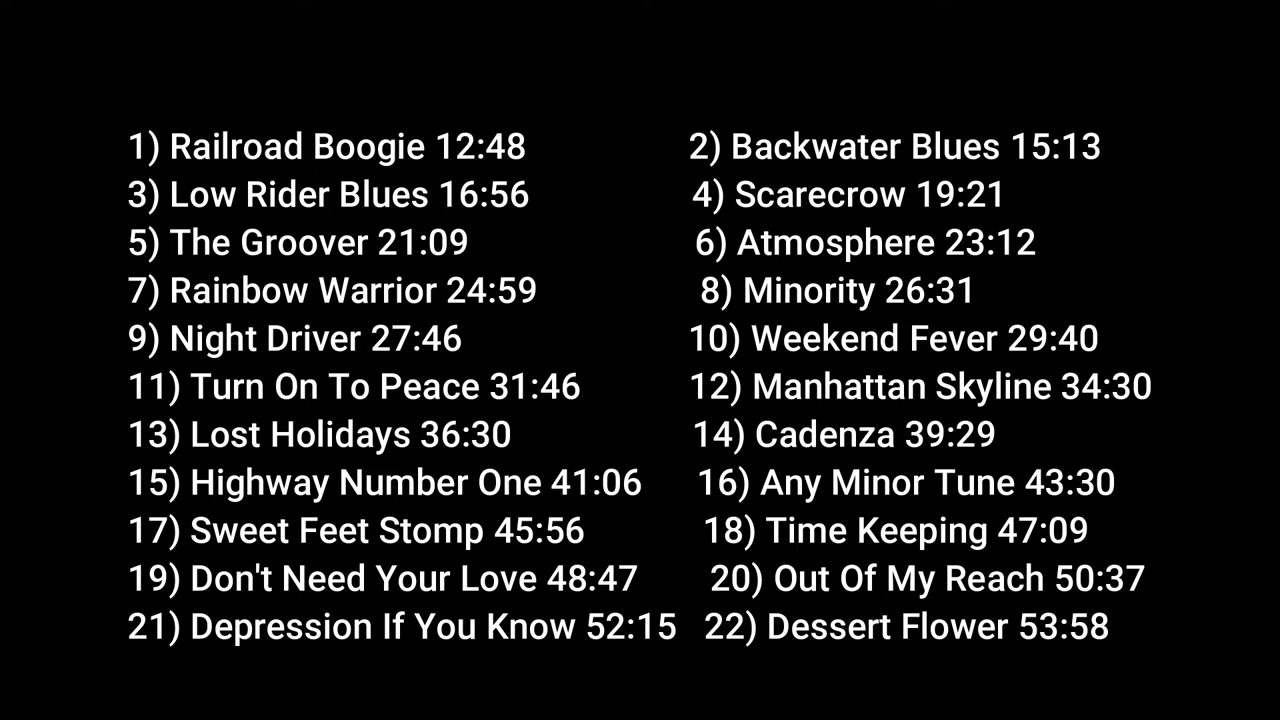 1) Railroad Boogie 12:48
2) Backwater Blues 15:13
3) Low Rider Blues 16:56
4) Scarecrow 19:21
5) The Groover 21:09
6) Atmosphere 23:12
7) Rainbow Warrior 24:59
8) Minority 26:31
9) Night Driver 27:46
10) Weekend Fever 29:40
11) Turn On To Peace 31:46
12) Manhattan Skyline 34:30
13) Lost Holidays 36:30
14) Cadenza 39:29
15) Highway Number One 41:06
16) Any Minor Tune 43:30
17) Sweet Feet Stomp 45:56
18) Time Keeping 47:09
19) Don't Need Your Love 48:47
20) Out Of My Reach 50:37
21) Depression If You Know 52:15
22) Dessert Flower 53:58